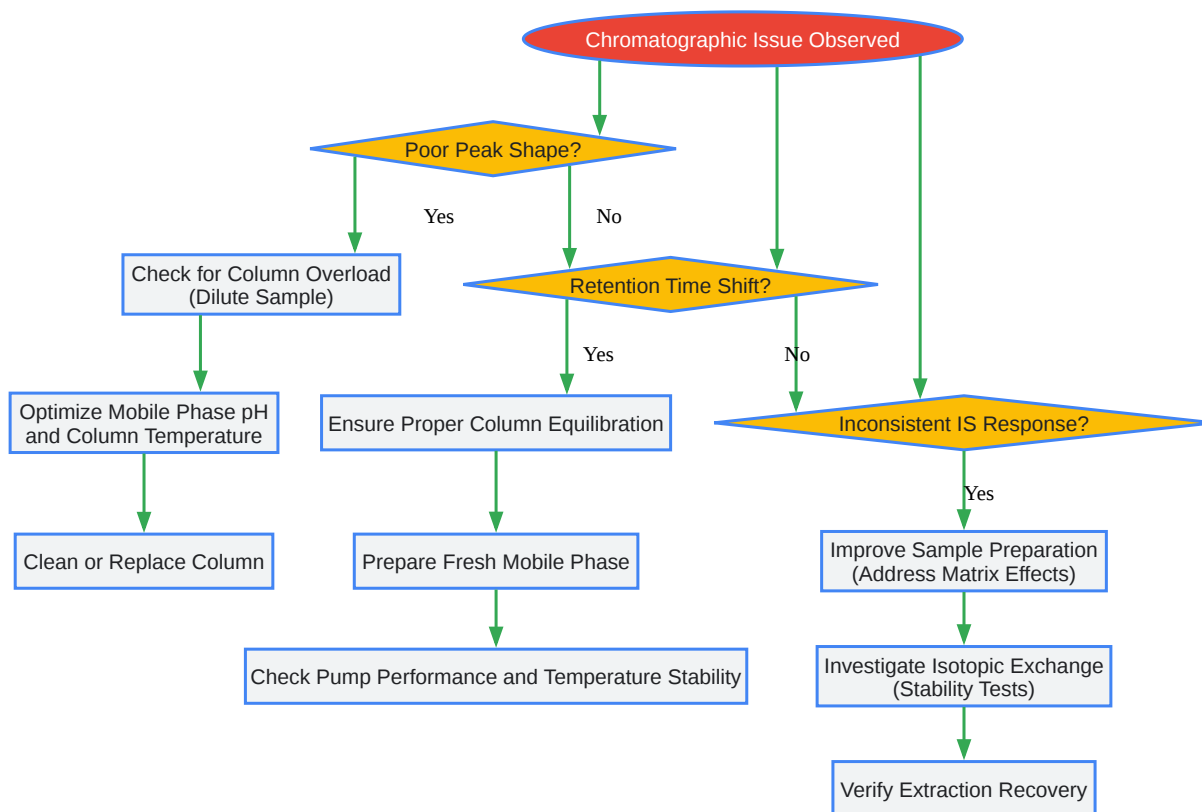 Chromatographic Issue Observed
Poor Peak Shape?
Yes
No
Check for Column Overload
(Dilute Sample)
Retention Time Shift?
Yes
No
Optimize Mobile Phase pH
and Column Temperature
Ensure Proper Column Equilibration
Inconsistent IS Response?
Yes
Clean or Replace Column
Prepare Fresh Mobile Phase
Improve Sample Preparation
(Address Matrix Effects)
Check Pump Performance and Temperature Stability
Investigate Isotopic Exchange
(Stability Tests)
Verify Extraction Recovery